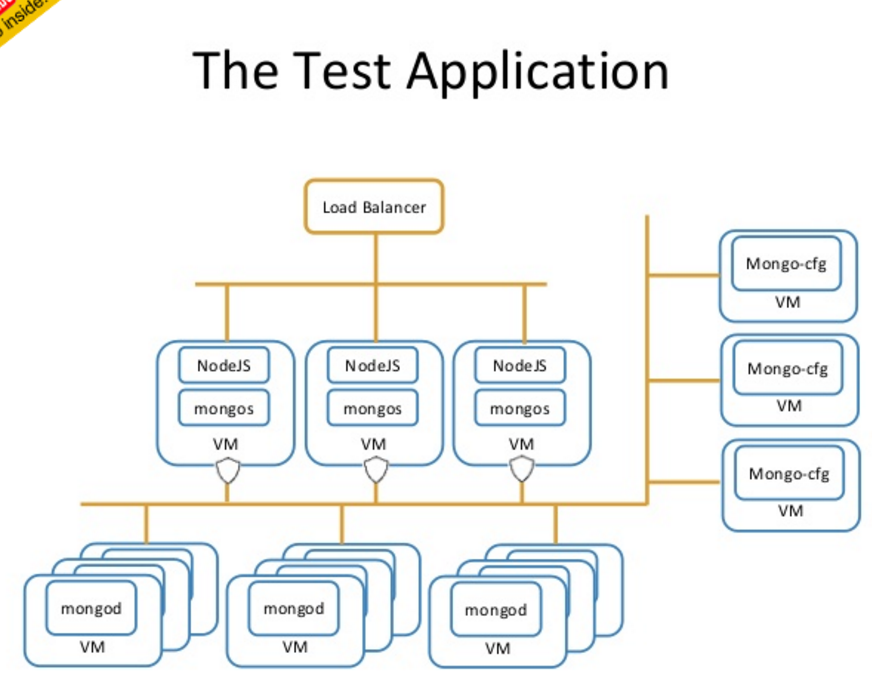 inside!
The Test Application
Load Balancer
NodeJS
mongos
VM
NodeJS
mongos
VM
NodeJS
mongos
VM
Mongo-cfg
VM
Mongo-cfg
VM
Mongo-cfg
VM
mongod
VM
mongod
VM
mongod
VM